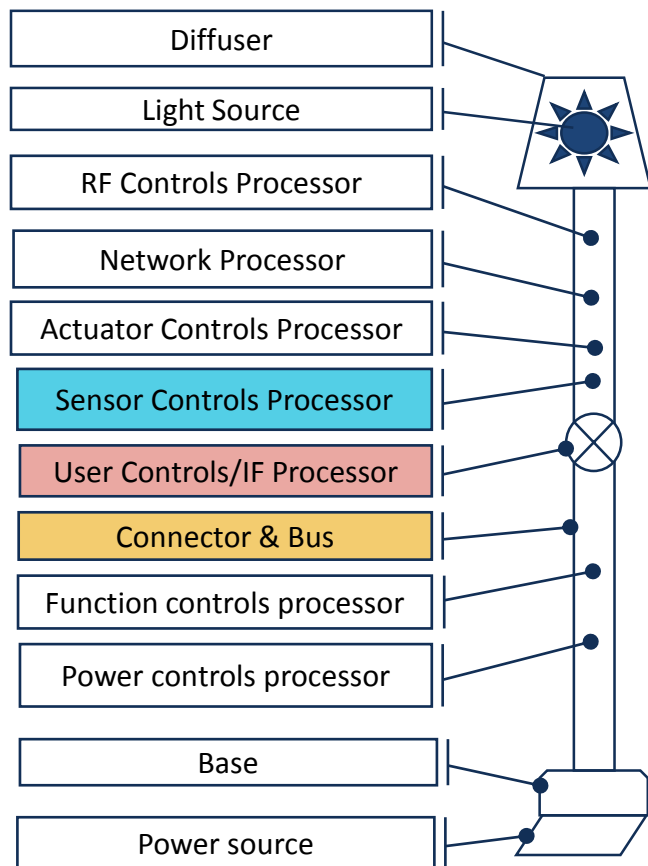 Diffuser
Light Source
RF Controls Processor
Network Processor
Actuator Controls Processor
Sensor Controls Processor
User Controls/IF Processor
Connector & Bus
Function controls processor
Power controls processor
Base
Power source